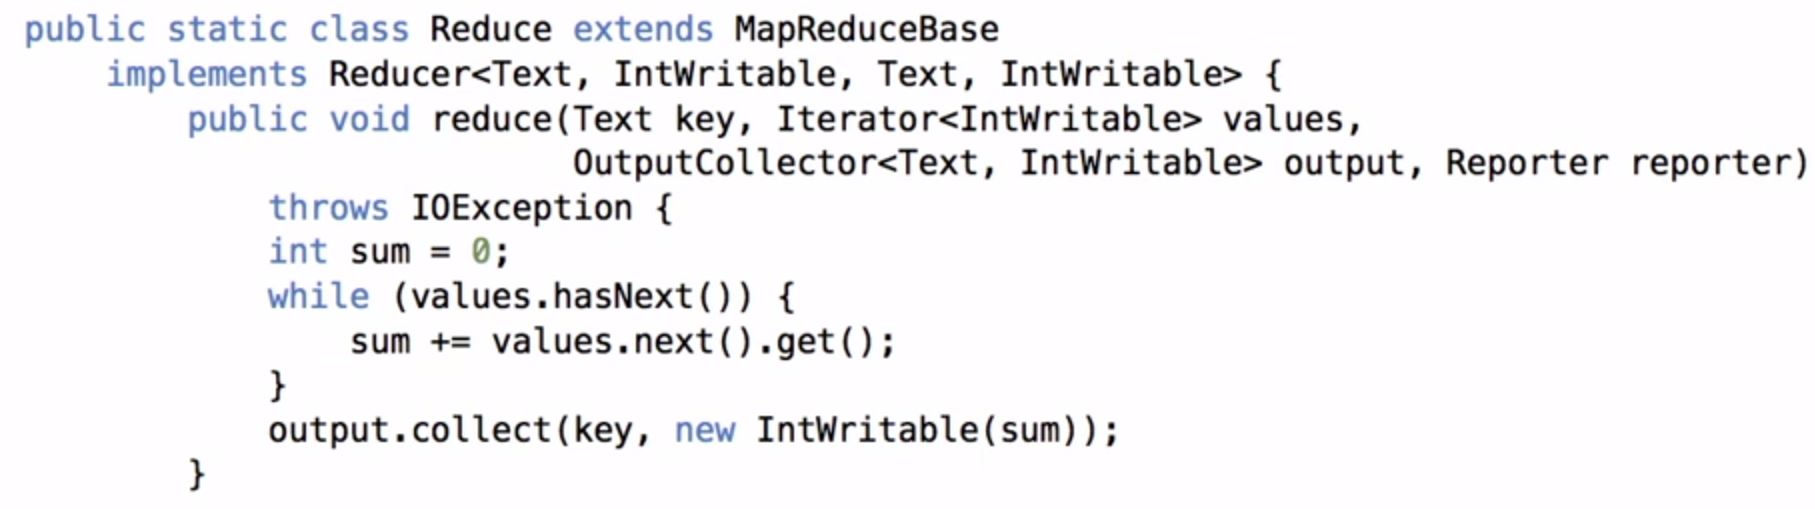 public static class Reduce extends MapReduceBase
    implements Reducer<Text, IntWritable, Text, IntWritable> {
        public void reduce(Text key, Iterator<IntWritable> values,
                           OutputCollector<Text, IntWritable> output, Reporter reporter)
            throws IOException {
            int sum = 0;
            while (values.hasNext()) {
                sum += values.next().get();
            }
            output.collect(key, new IntWritable(sum));
        }